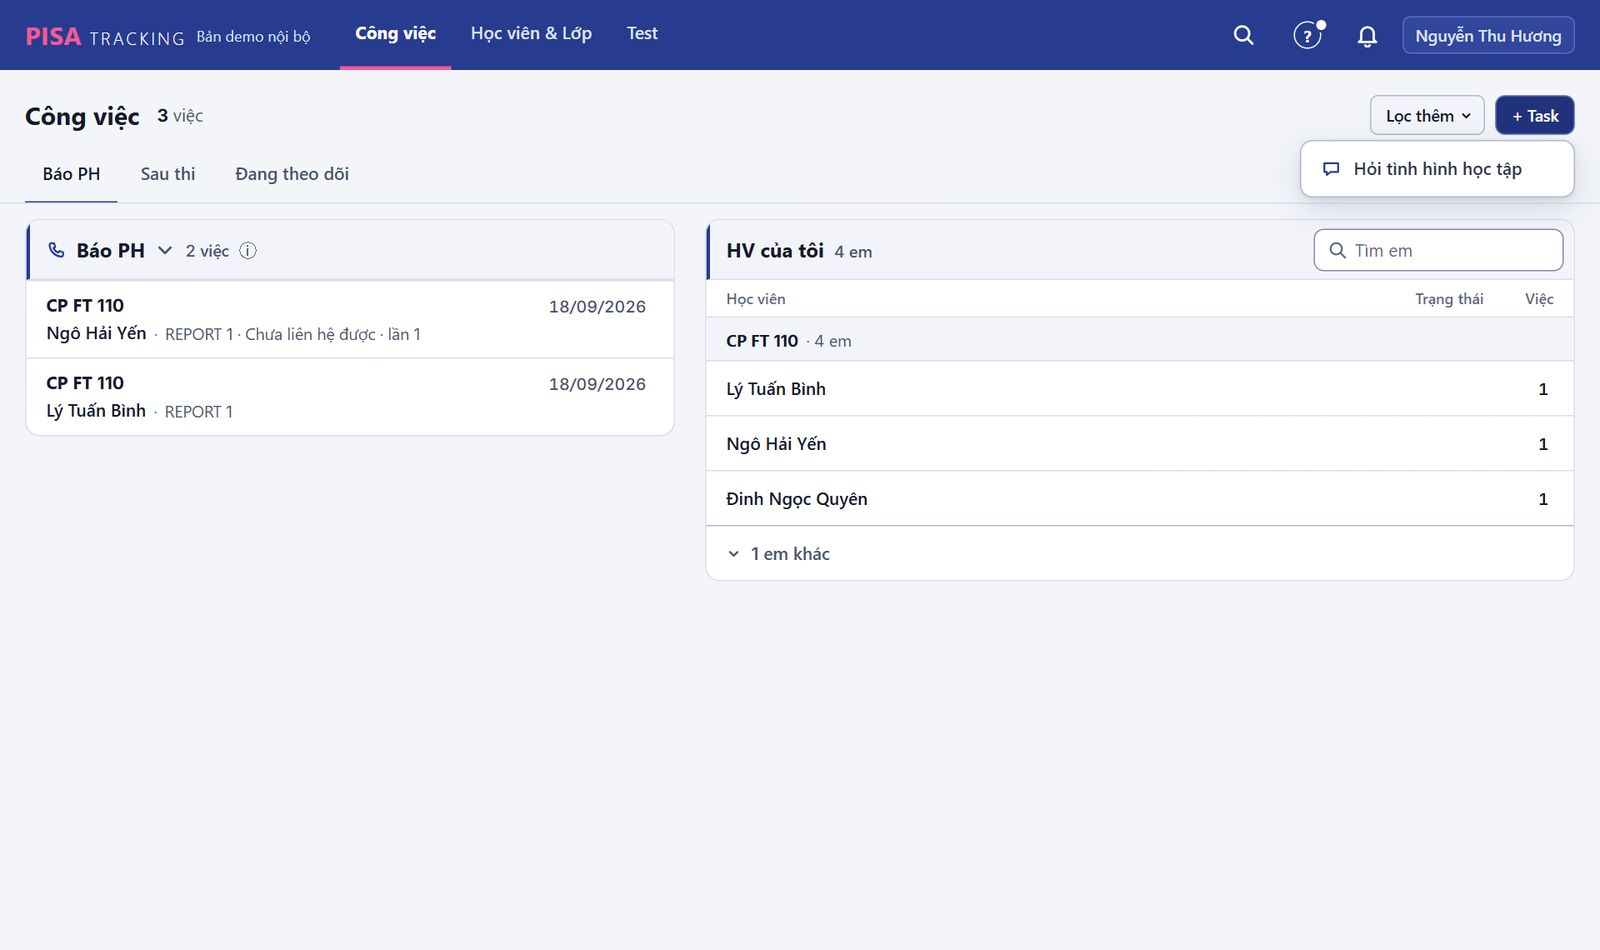 PISA TRACKING Bản demo nội bộ Công việc Học viên & Lớp Test ? Nguyễn Thu Hương
Công việc 3 việc Lọc thêm + Task
Hỏi tình hình học tập
Báo PH Sau thi Đang theo dõi
Báo PH 2 việc
CP FT 110 18/09/2026
Ngô Hải Yến · REPORT 1 · Chưa liên hệ được · lần 1
CP FT 110 18/09/2026
Lý Tuấn Bình · REPORT 1
HV của tôi 4 em Tìm em
Học viên Trạng thái Việc
CP FT 110 · 4 em
Lý Tuấn Bình 1
Ngô Hải Yến 1
Đinh Ngọc Quyên 1
1 em khác